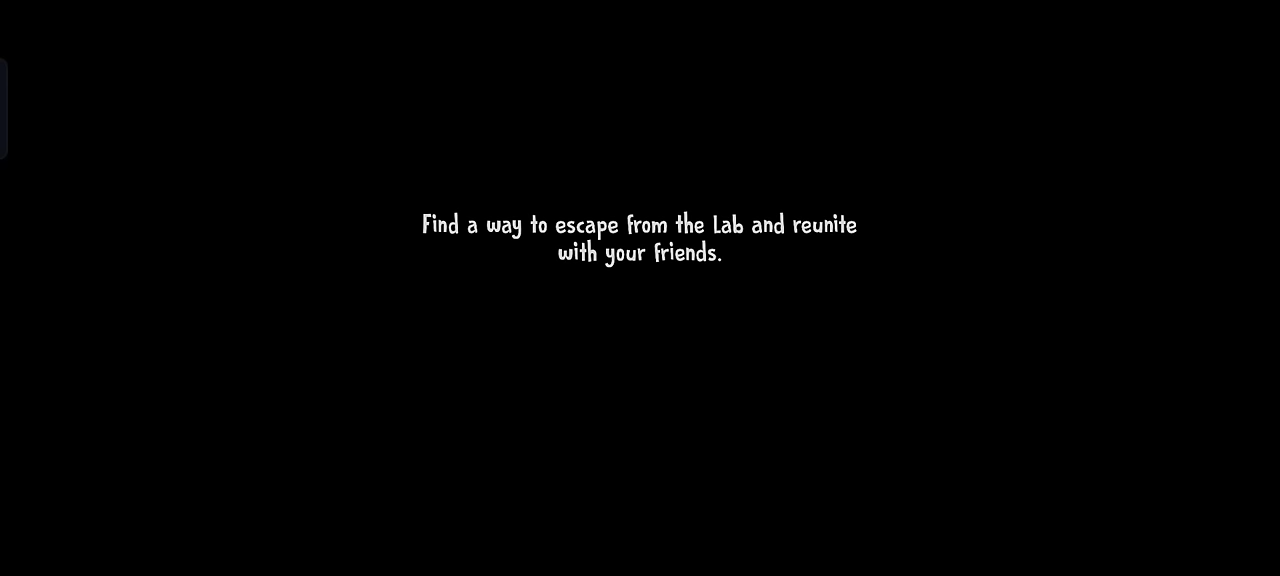 Find a way to escape from the Lab and reunite
with your friends.